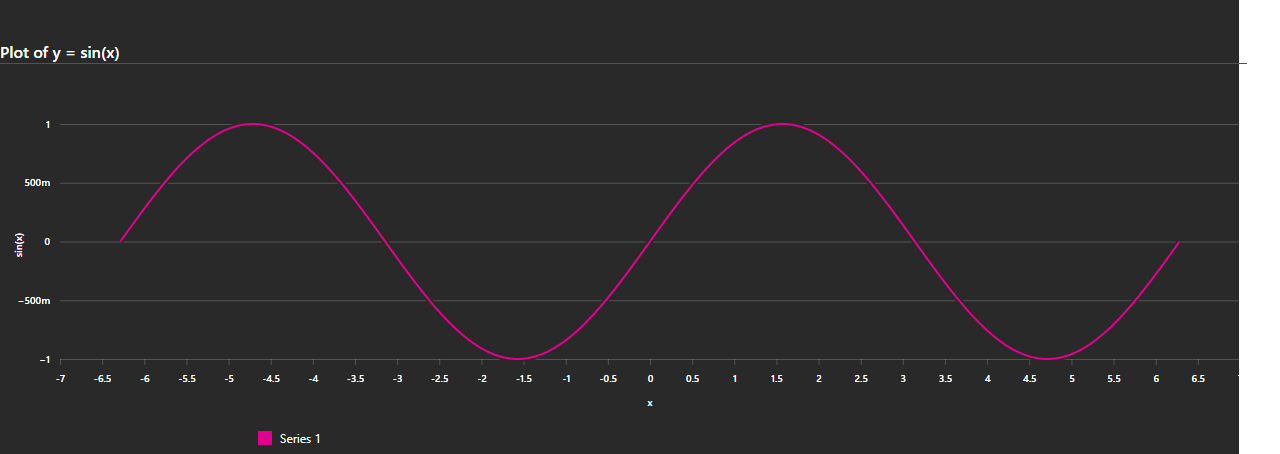 Plot of y = sin(x)
1
500m
0
−500m
−1
sin(x)
-7 -6.5 -6 -5.5 -5 -4.5 -4 -3.5 -3 -2.5 -2 -1.5 -1 -0.5 0 0.5 1 1.5 2 2.5 3 3.5 4 4.5 5 5.5 6 6.5
x
Series 1